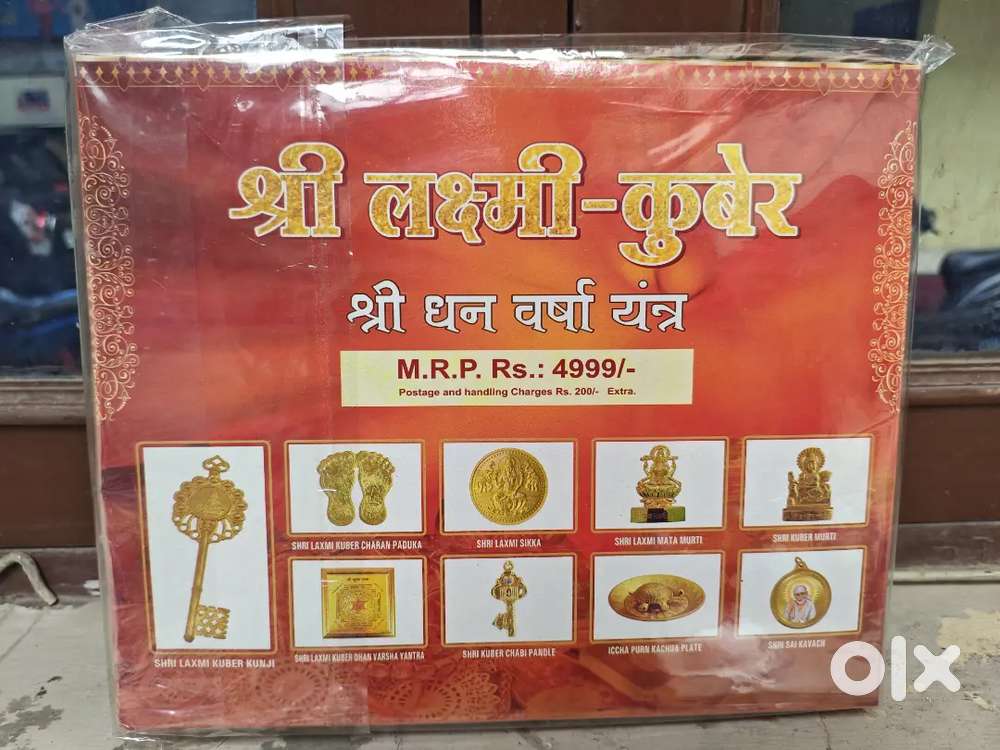 श्री लक्ष्मी-कुबेर
श्री धन वर्षा यंत्र
M.R.P. Rs.: 4999/-
Postage and handling Charges Rs. 200/- Extra.
SHRI LAXMI KUBER KUNJI
SHRI LAXMI KUBER CHARAN PADUKA
SHRI LAXMI SIKKA
SHRI LAXMI MATA MURTI
SHRI KUBER MURTI
SHRI LAXMI KUBER DHAN VARSHA YANTRA
SHRI KUBER CHABI PANDLE
ICCHA PURN KACHUA PLATE
SHRI SAI KAVACH
olx